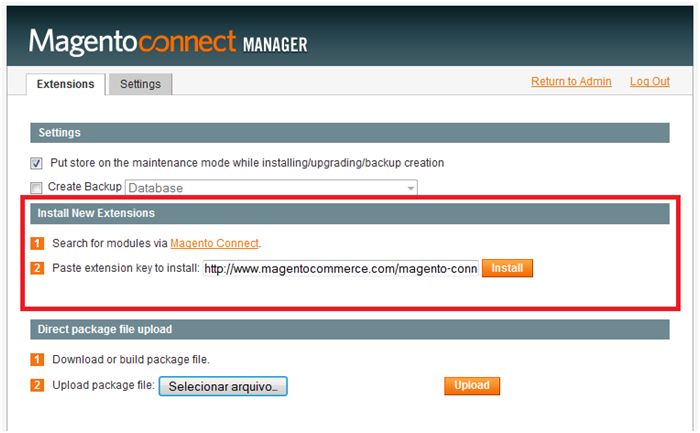 Magentoconnect MANAGER
Extensions Settings Return to Admin Log Out
Settings
Put store on the maintenance mode while installing/upgrading/backup creation
Create Backup Database
Install New Extensions
1 Search for modules via Magento Connect.
2 Paste extension key to install: http://www.magentocommerce.com/magento-conn Install
Direct package file upload
1 Download or build package file.
2 Upload package file: Selecionar arquivo... Upload